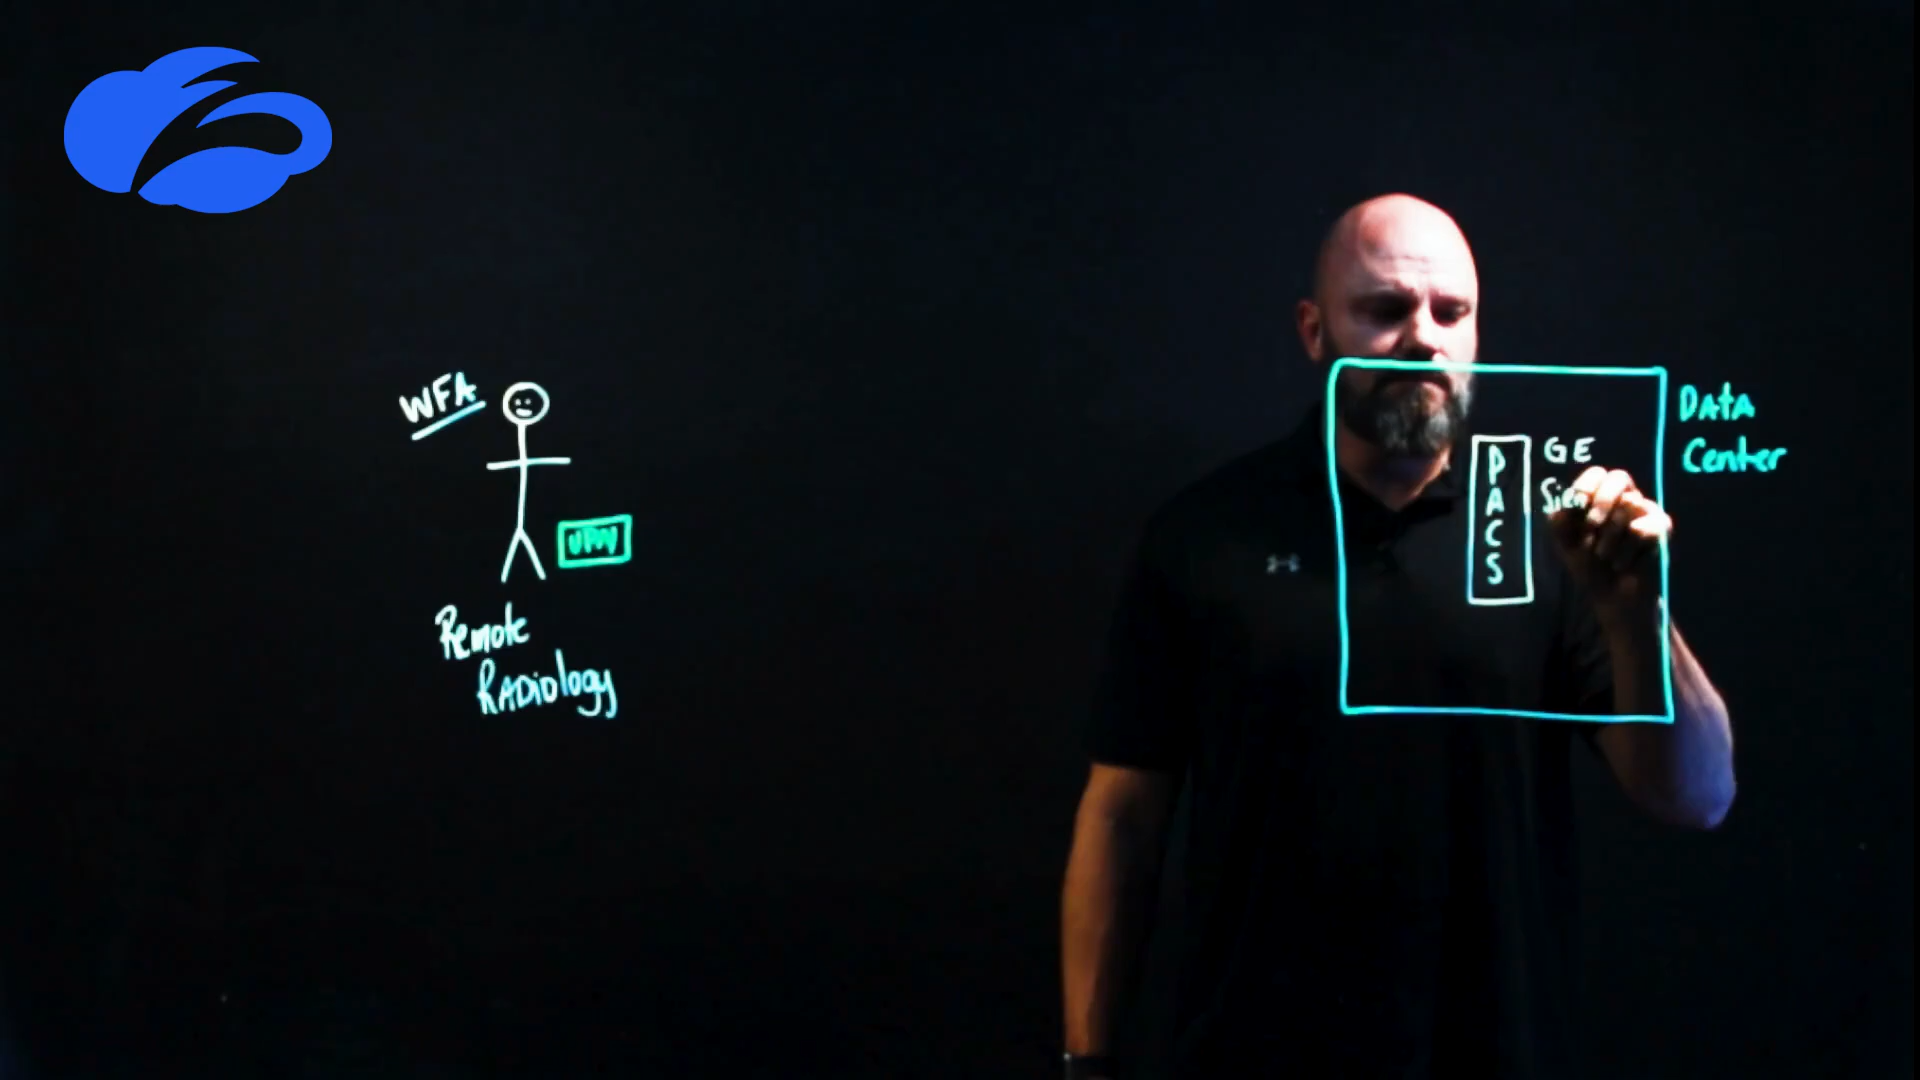 WFA
VPN
Remote
RADiology
DATA
Center
PACS
GE